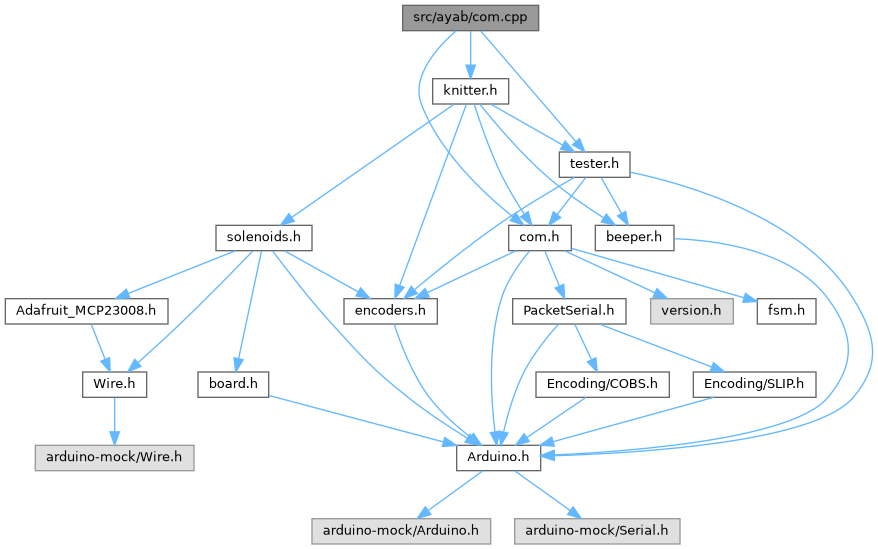 src/ayab/com.cpp
knitter.h
tester.h
solenoids.h
com.h
beeper.h
Adafruit_MCP23008.h
encoders.h
PacketSerial.h
version.h
fsm.h
Wire.h
board.h
Encoding/COBS.h
Encoding/SLIP.h
arduino-mock/Wire.h
Arduino.h
arduino-mock/Arduino.h
arduino-mock/Serial.h